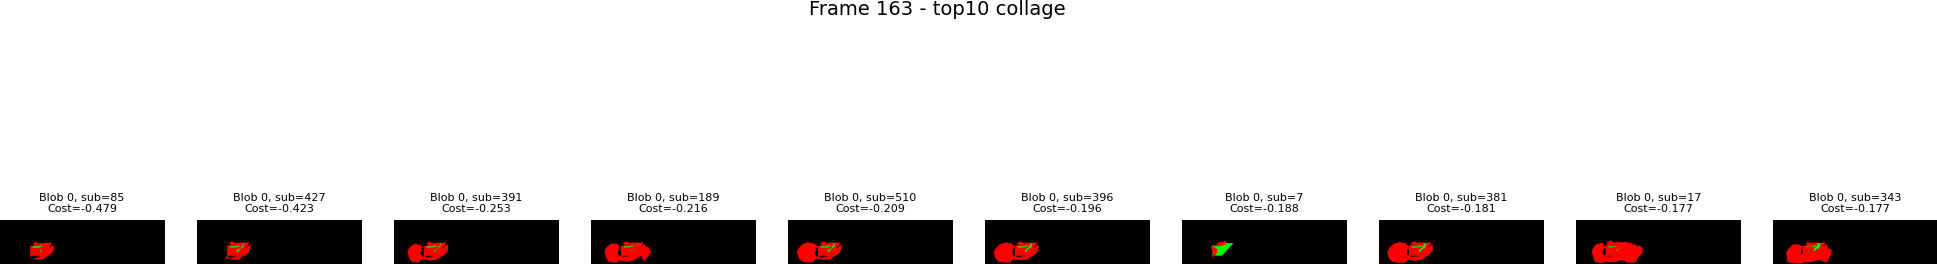 Frame 163 - top10 collage
Blob 0, sub=85
Cost=-0.479
Blob 0, sub=427
Cost=-0.423
Blob 0, sub=391
Cost=-0.253
Blob 0, sub=189
Cost=-0.216
Blob 0, sub=510
Cost=-0.209
Blob 0, sub=396
Cost=-0.196
Blob 0, sub=7
Cost=-0.188
Blob 0, sub=381
Cost=-0.181
Blob 0, sub=17
Cost=-0.177
Blob 0, sub=343
Cost=-0.177